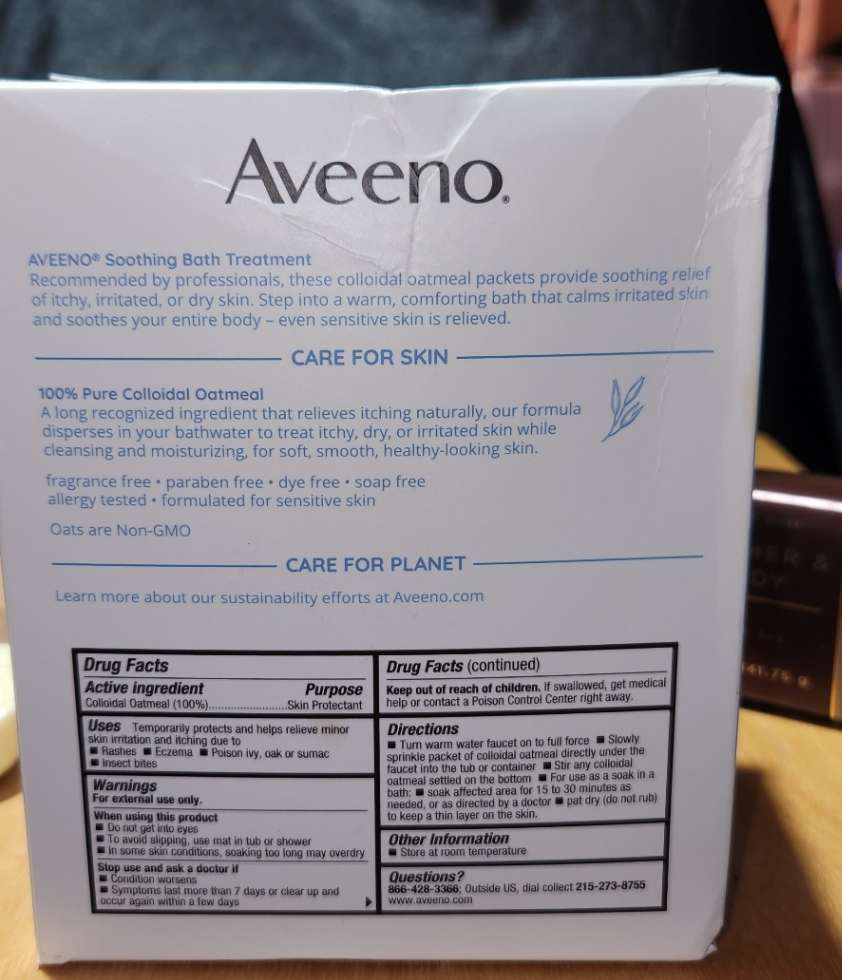 Aveeno®
AVEENO® Soothing Bath Treatment
Recommended by professionals, these colloidal oatmeal packets provide soothing relief
of itchy, irritated, or dry skin. Step into a warm, comforting bath that calms irritated skin
and soothes your entire body – even sensitive skin is relieved.
CARE FOR SKIN
100% Pure Colloidal Oatmeal
A long recognized ingredient that relieves itching naturally, our formula
disperses in your bathwater to treat itchy, dry, or irritated skin while
cleansing and moisturizing, for soft, smooth, healthy-looking skin.
fragrance free • paraben free • dye free • soap free
allergy tested • formulated for sensitive skin
Oats are Non-GMO
CARE FOR PLANET
Learn more about our sustainability efforts at Aveeno.com
Drug Facts
Active ingredient Purpose
Colloidal Oatmeal (100%)........................Skin Protectant
Uses Temporarily protects and helps relieve minor
skin irritation and itching due to
■ Rashes ■ Eczema ■ Poison ivy, oak or sumac
■ Insect bites
Warnings
For external use only.
When using this product
■ Do not get into eyes
■ To avoid slipping, use mat in tub or shower
■ In some skin conditions, soaking too long may overdry
Stop use and ask a doctor if
■ Condition worsens
■ Symptoms last more than 7 days or clear up and
occur again within a few days
Drug Facts (continued)
Keep out of reach of children. If swallowed, get medical
help or contact a Poison Control Center right away.
Directions
■ Turn warm water faucet on to full force ■ Slowly
sprinkle packet of colloidal oatmeal directly under the
faucet into the tub or container ■ Stir any colloidal
oatmeal settled on the bottom ■ For use as a soak in a
bath: ■ soak affected area for 15 to 30 minutes as
needed, or as directed by a doctor ■ pat dry (do not rub)
to keep a thin layer on the skin.
Other Information
■ Store at room temperature
Questions?
866-428-3366; Outside US, dial collect 215-273-8755
www.aveeno.com
&
41.75 g